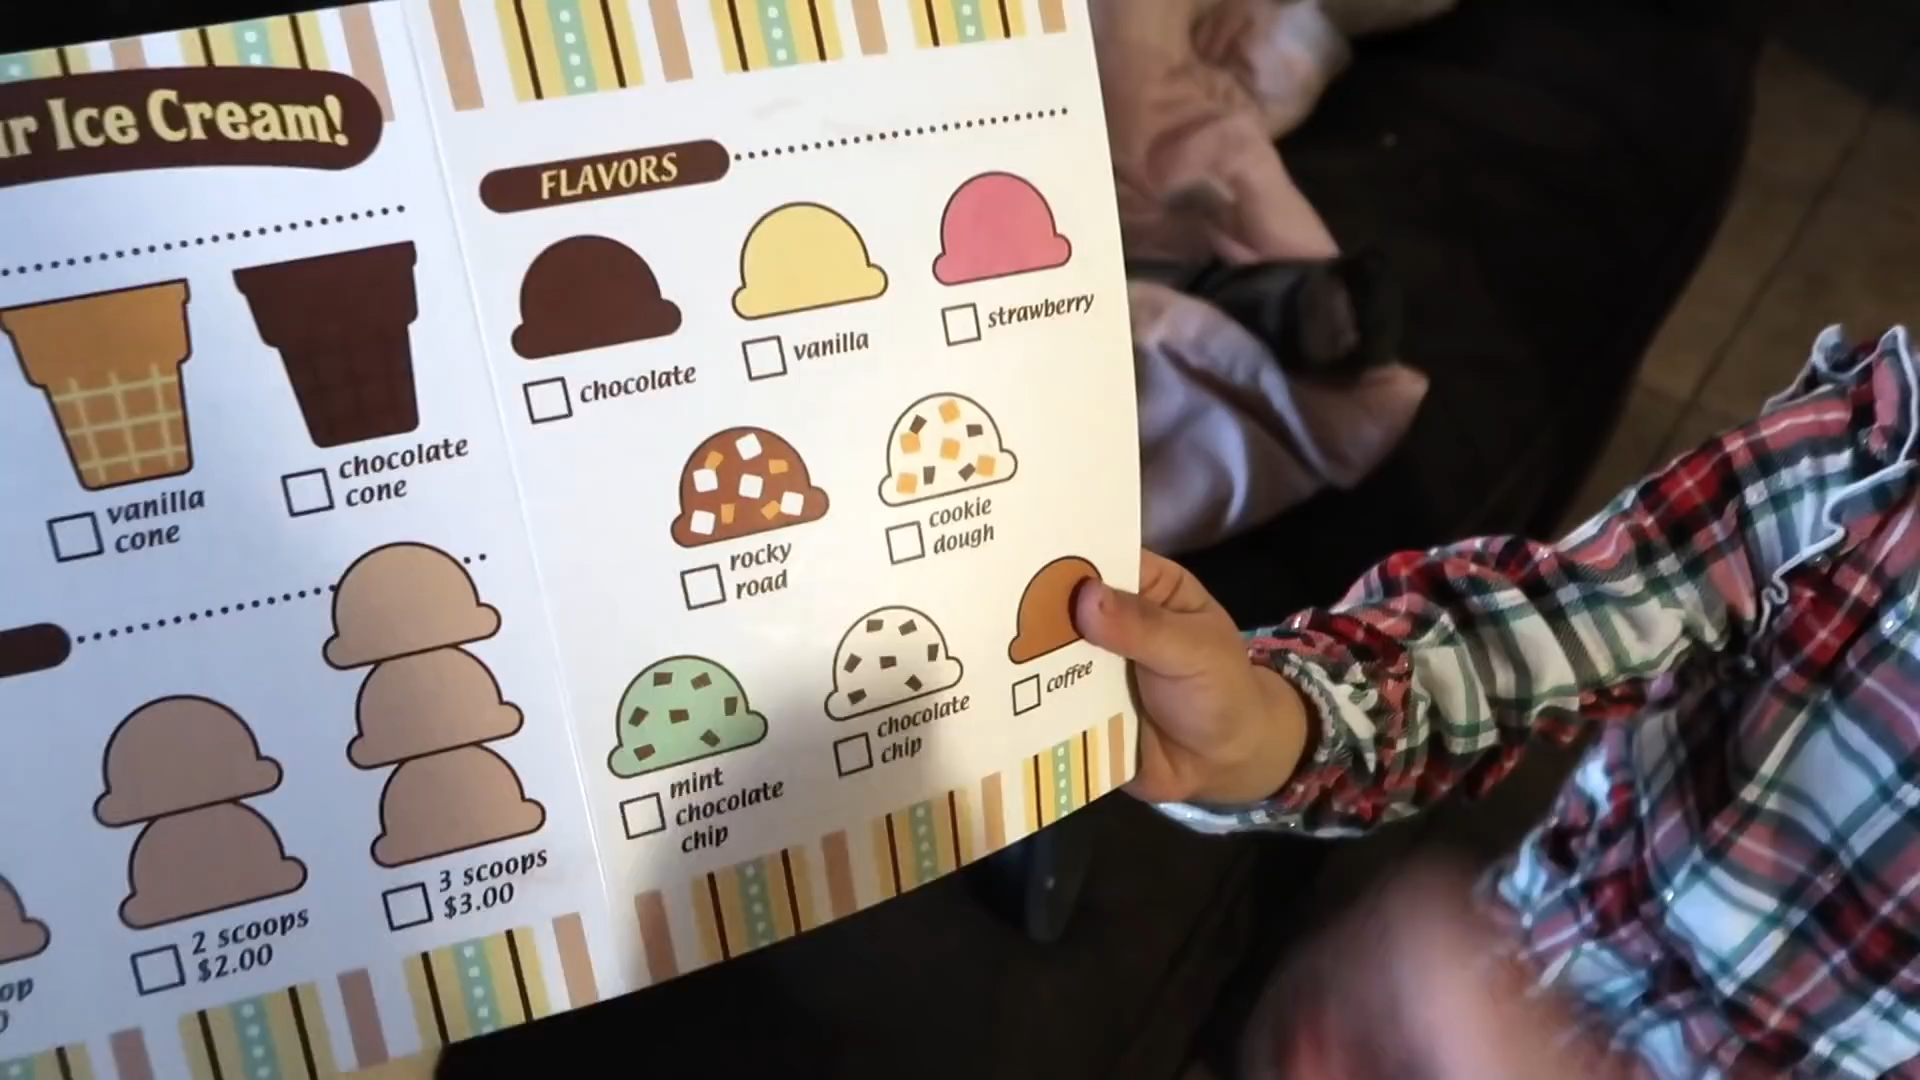 Ice Cream!
vanilla
cone
chocolate
cone
2 scoops
$2.00
3 scoops
$3.00
FLAVORS
chocolate
vanilla
strawberry
rocky
road
cookie
dough
mint
chocolate
chip
chocolate
chip
coffee